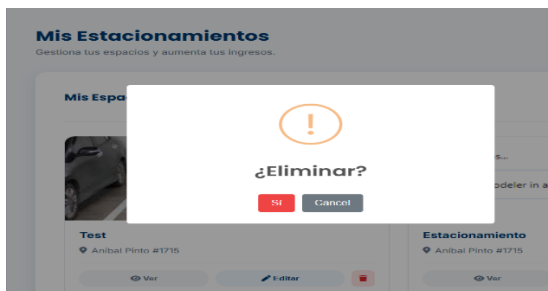 Mis Estacionamientos
Gestiona tus espacios y aumenta tus ingresos.
Mis Espa
!
¿Eliminar?
Sí Cancel
s...
odeler in a
Test Estacionamiento
Anibal Pinto #1715 Anibal Pinto #1715
Ver Editar Ver